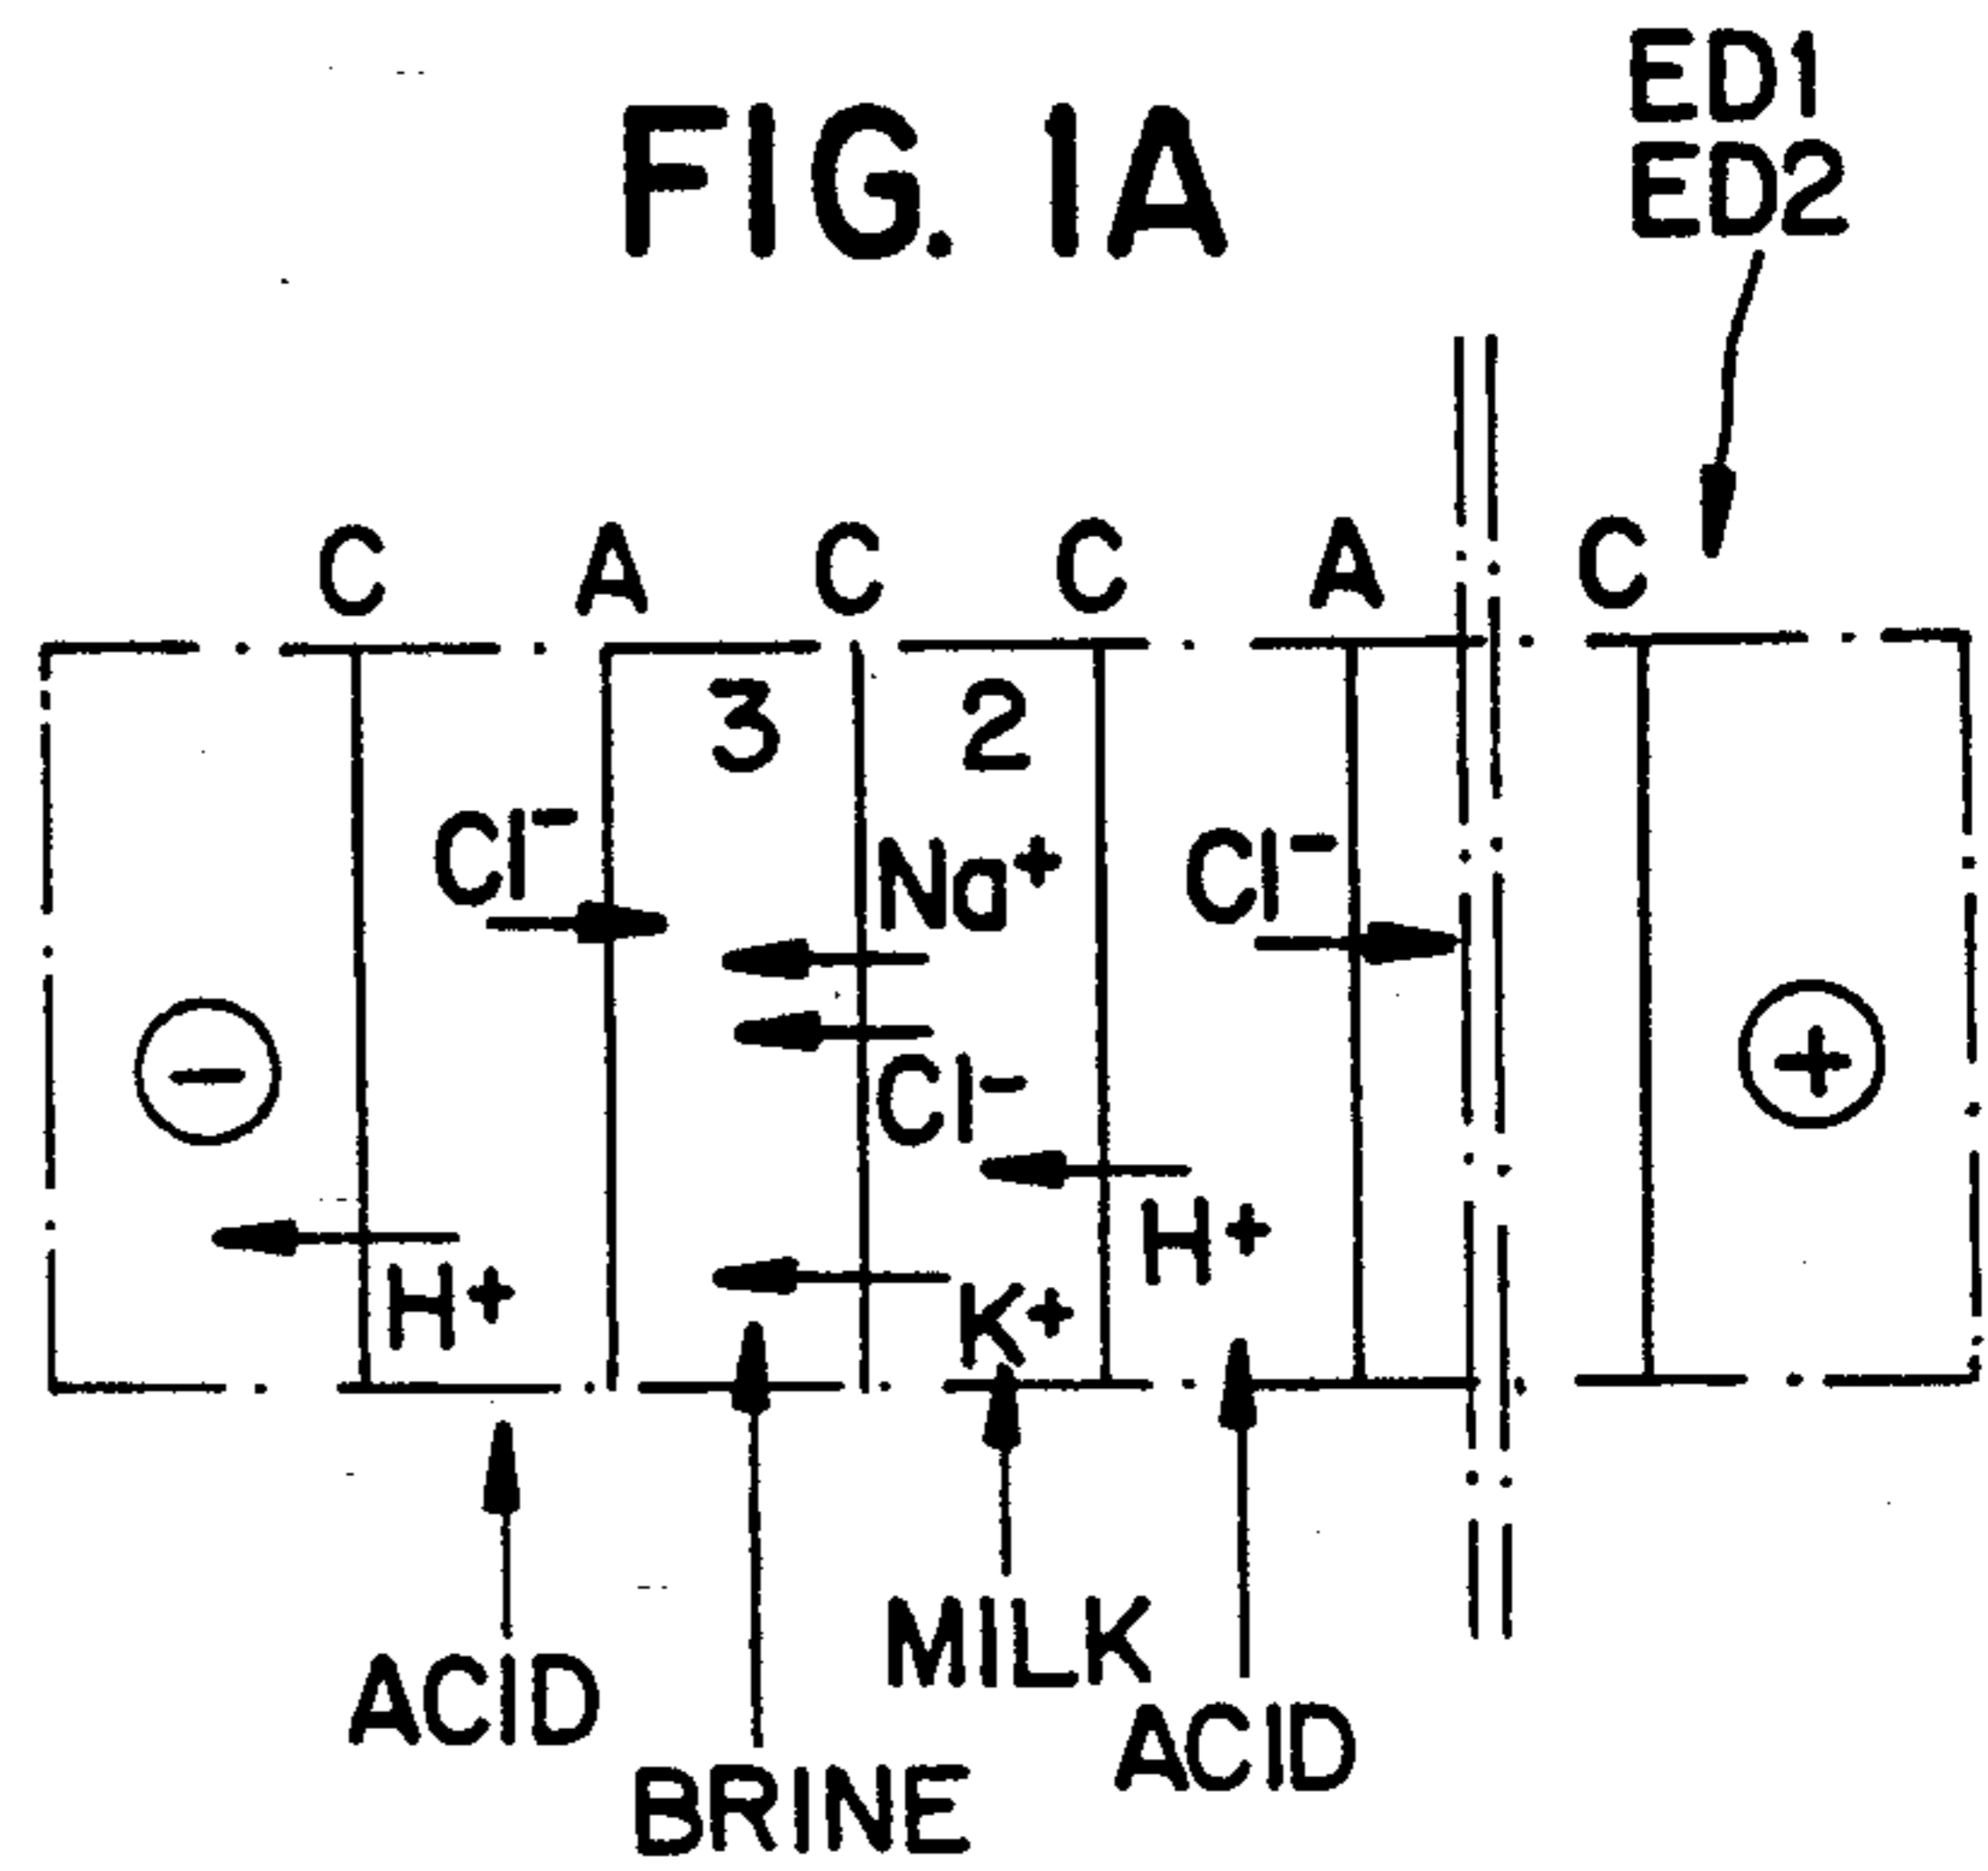 FIG. 1A
ED1
ED2
C A C C A C
3 2
Cl⁻ Na⁺ Cl⁻
− Cl⁻ +
H⁺ K⁺ H⁺
ACID
BRINE
MILK
ACID